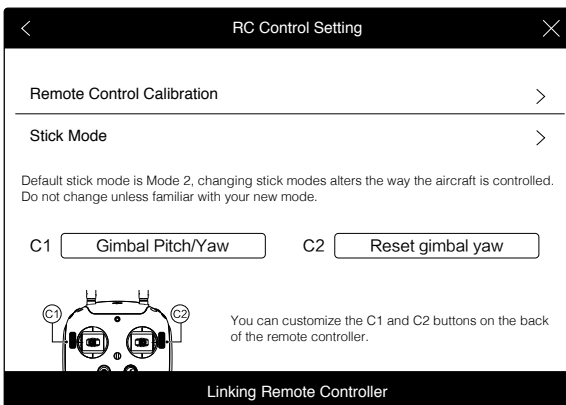 RC Control Setting
Remote Control Calibration
Stick Mode
Default stick mode is Mode 2, changing stick modes alters the way the aircraft is controlled.
Do not change unless familiar with your new mode.
C1 Gimbal Pitch/Yaw C2 Reset gimbal yaw
C1 C2
You can customize the C1 and C2 buttons on the back
of the remote controller.
Linking Remote Controller